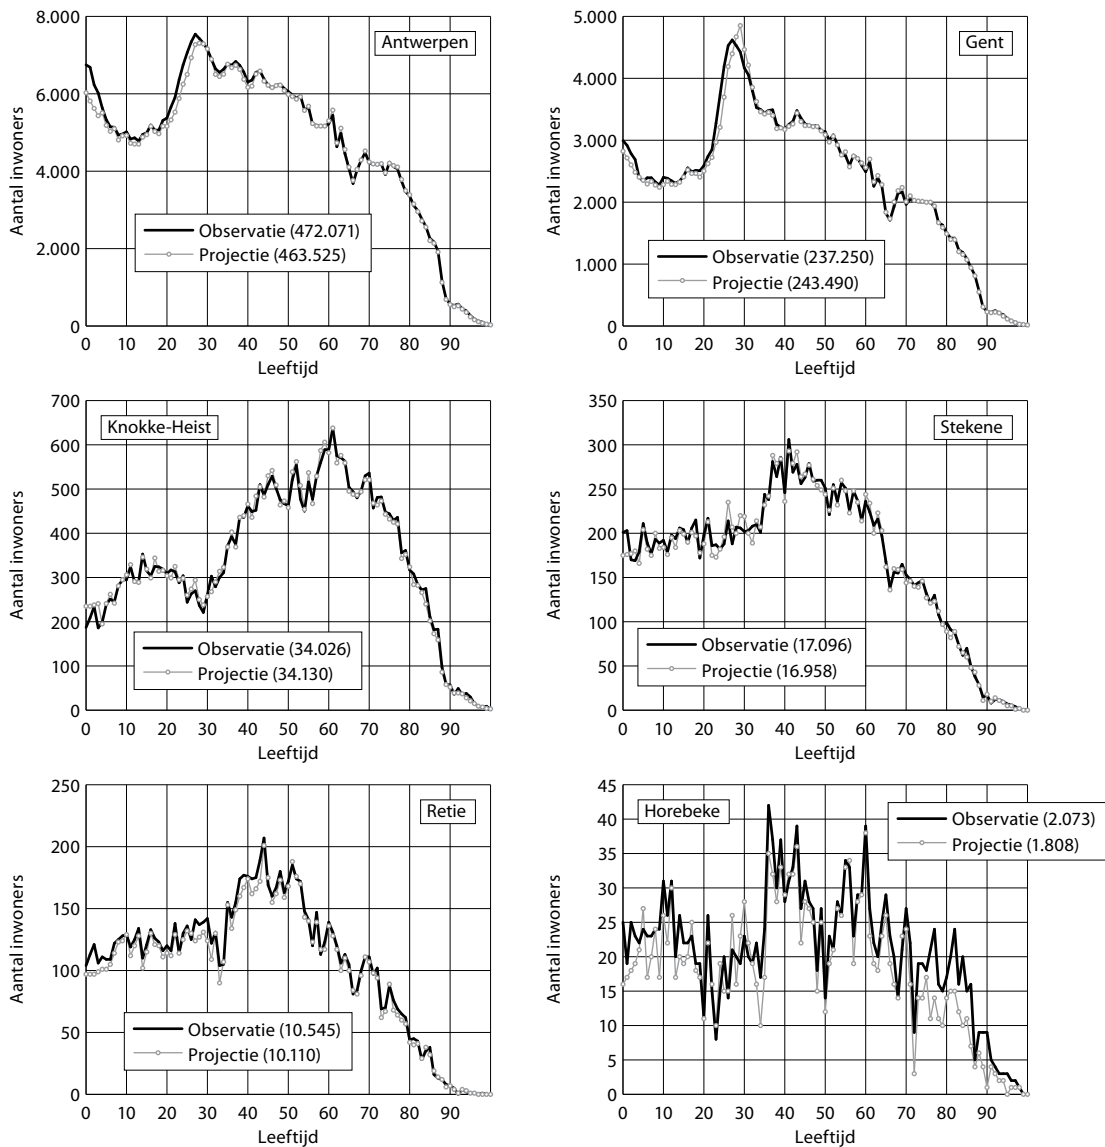 Antwerpen
Aantal inwoners
8.000
6.000
4.000
2.000
0
Observatie (472.071)
Projectie (463.525)
0 10 20 30 40 50 60 70 80 90
Leeftijd
Gent
Aantal inwoners
5.000
4.000
3.000
2.000
1.000
0
Observatie (237.250)
Projectie (243.490)
0 10 20 30 40 50 60 70 80 90
Leeftijd
Knokke-Heist
Aantal inwoners
700
600
500
400
300
200
100
0
Observatie (34.026)
Projectie (34.130)
0 10 20 30 40 50 60 70 80 90
Leeftijd
Stekene
Aantal inwoners
350
300
250
200
150
100
50
0
Observatie (17.096)
Projectie (16.958)
0 10 20 30 40 50 60 70 80 90
Leeftijd
Retie
Aantal inwoners
250
200
150
100
50
0
Observatie (10.545)
Projectie (10.110)
0 10 20 30 40 50 60 70 80 90
Leeftijd
Horebeke
Aantal inwoners
45
40
35
30
25
20
15
10
5
0
Observatie (2.073)
Projectie (1.808)
0 10 20 30 40 50 60 70 80 90
Leeftijd